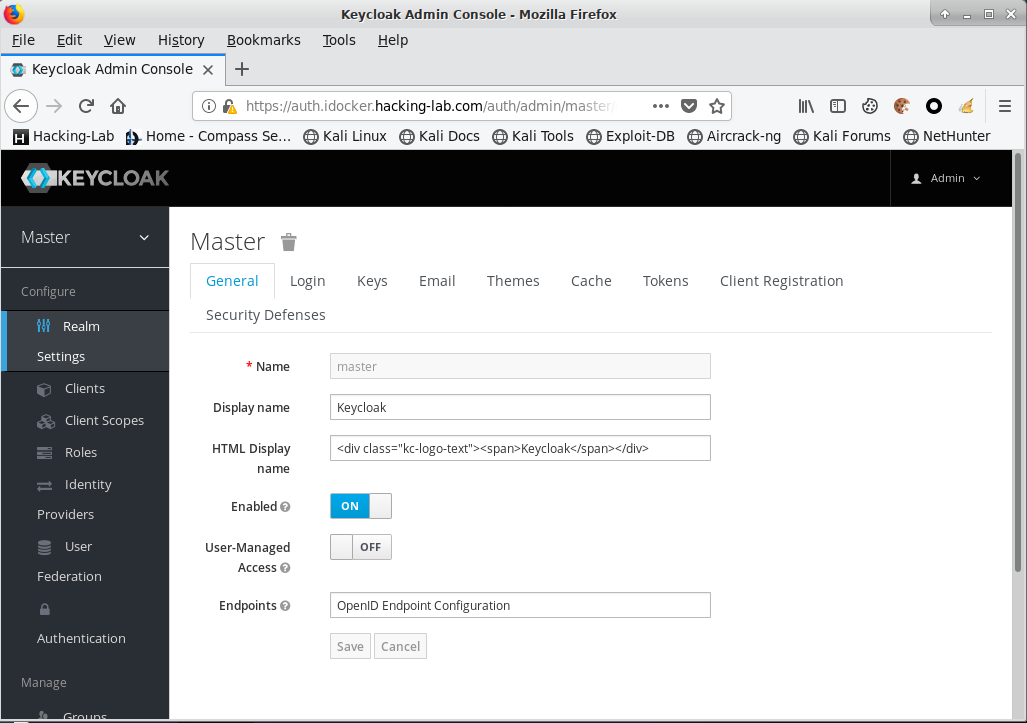 Keycloak Admin Console - Mozilla Firefox
File Edit View History Bookmarks Tools Help
Keycloak Admin Console
https://auth.idocker.hacking-lab.com/auth/admin/master
Hacking-Lab Home - Compass Se... Kali Linux Kali Docs Kali Tools Exploit-DB Aircrack-ng Kali Forums NetHunter
KEYCLOAK
Admin
Master
Configure
Realm
Settings
Clients
Client Scopes
Roles
Identity
Providers
User
Federation
Authentication
Manage
Groups
Master
General Login Keys Email Themes Cache Tokens Client Registration
Security Defenses
* Name master
Display name Keycloak
HTML Display <div class="kc-logo-text"><span>Keycloak</span></div>
name
Enabled ON
User-Managed OFF
Access
Endpoints OpenID Endpoint Configuration
Save Cancel